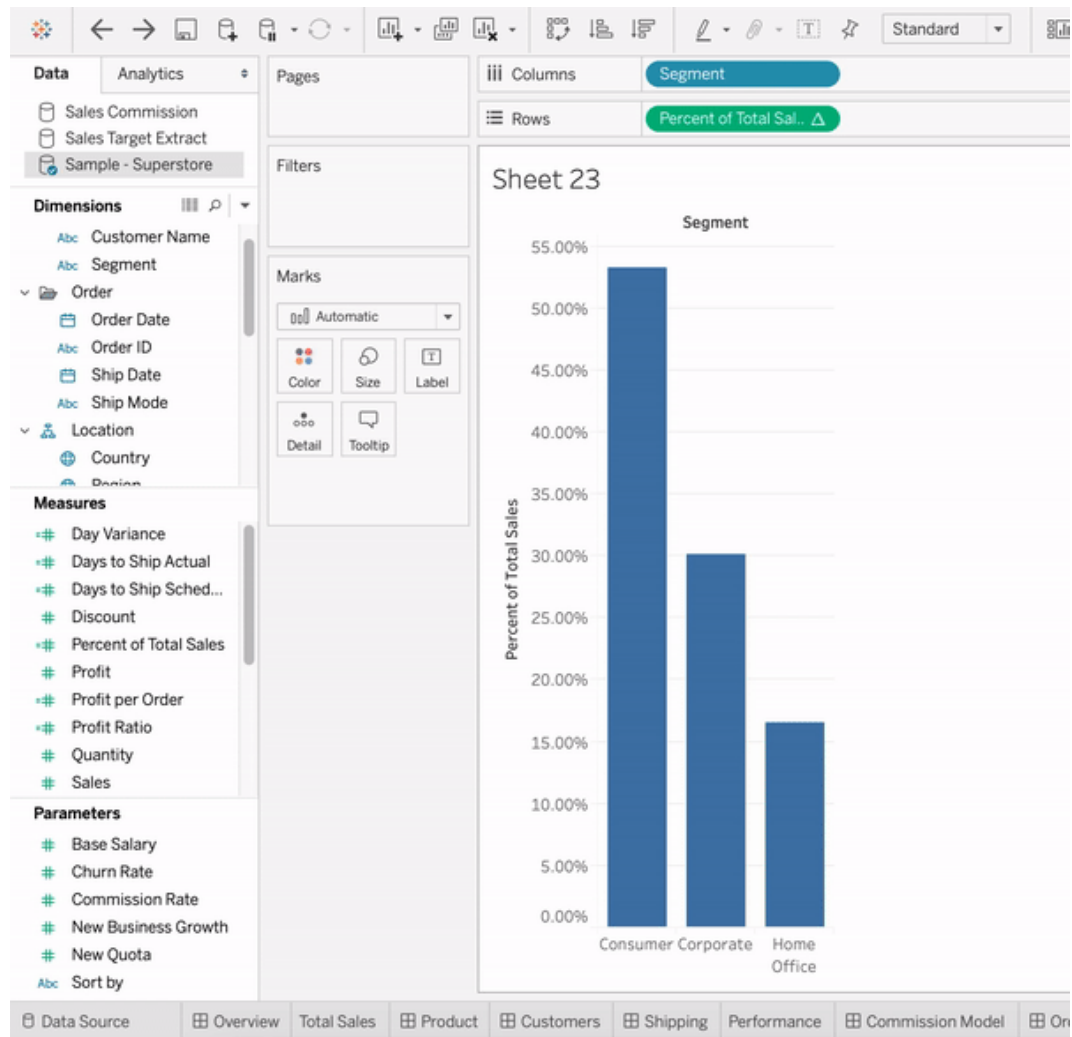 Standard
Data
Analytics
Sales Commission
Sales Target Extract
Sample - Superstore
Dimensions
Abc Customer Name
Abc Segment
Order
Order Date
Abc Order ID
Ship Date
Abc Ship Mode
Location
Country
Region
Measures
Day Variance
Days to Ship Actual
Days to Ship Sched...
Discount
Percent of Total Sales
Profit
Profit per Order
Profit Ratio
Quantity
Sales
Parameters
Base Salary
Churn Rate
Commission Rate
New Business Growth
New Quota
Abc Sort by
Pages
Filters
Marks
Automatic
Color Size Label
Detail Tooltip
Columns Segment
Rows Percent of Total Sal..
Sheet 23
Segment
55.00%
50.00%
45.00%
40.00%
35.00%
30.00%
25.00%
20.00%
15.00%
10.00%
5.00%
0.00%
Percent of Total Sales
Consumer Corporate Home
Office
Data Source Overview Total Sales Product Customers Shipping Performance Commission Model